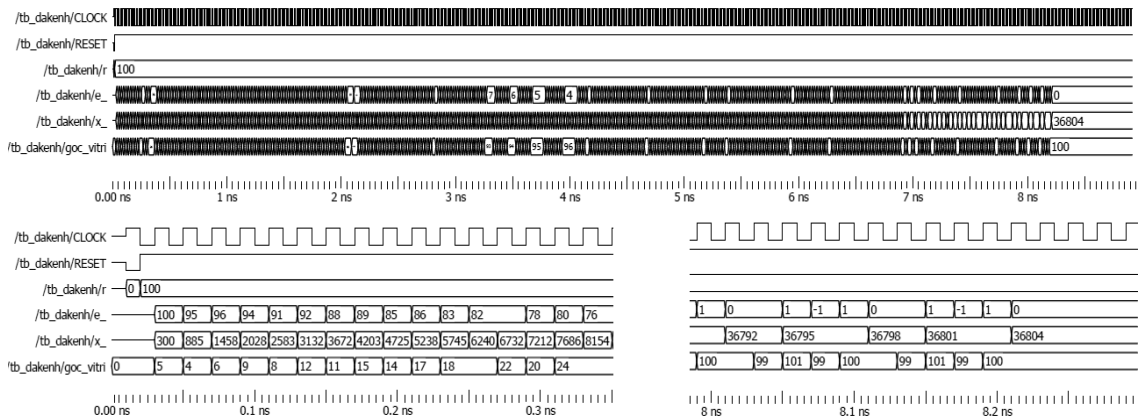 /tb_dakenh/CLOCK
/tb_dakenh/RESET
/tb_dakenh/r 100
/tb_dakenh/e_ 7 6 5 4 0
/tb_dakenh/x_ 36804
/tb_dakenh/goc_vitri 93 94 95 96 100
0.00 ns 1 ns 2 ns 3 ns 4 ns 5 ns 6 ns 7 ns 8 ns
/tb_dakenh/CLOCK
/tb_dakenh/RESET
/tb_dakenh/r 0 100
/tb_dakenh/e_ 100 95 96 94 91 92 88 89 85 86 83 82 78 80 76 1 0 1 -1 1 0 1 -1 1 0
/tb_dakenh/x_ 300 885 1458 2028 2583 3132 3672 4203 4725 5238 5745 6240 6732 7212 7686 8154 36792 36795 36798 36801 36804
/tb_dakenh/goc_vitri 0 5 4 6 9 8 12 11 15 14 17 18 22 20 24 100 99 101 99 100 99 101 99 100
0.00 ns 0.1 ns 0.2 ns 0.3 ns 8 ns 8.1 ns 8.2 ns